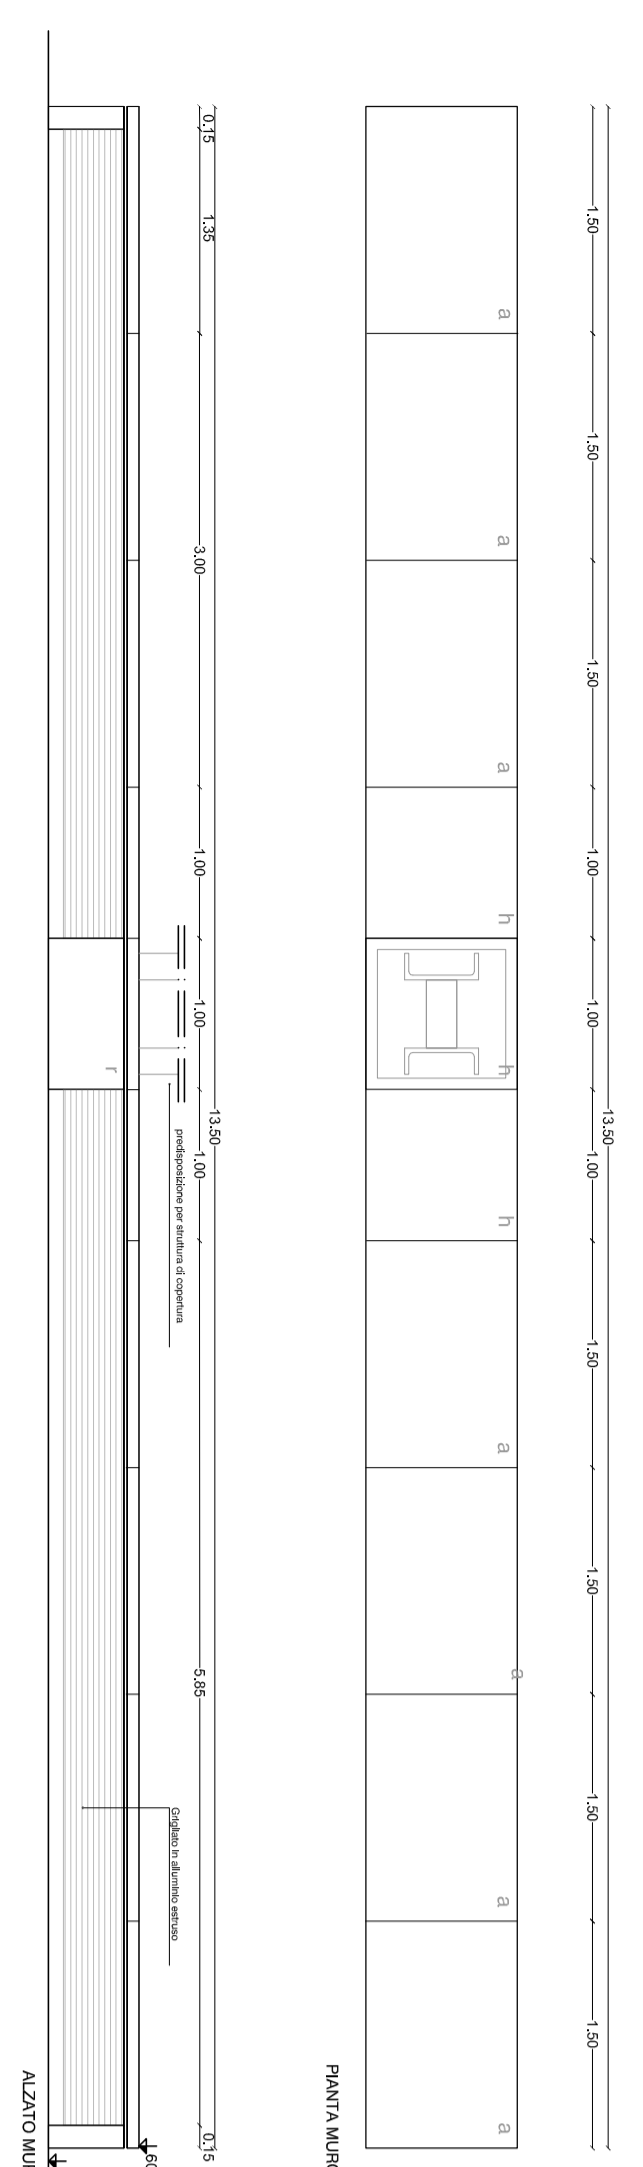 1.50
1.50
1.50
1.00
1.00
1.00
1.50
1.50
1.50
1.50
13.50
a
a
a
h
h
h
a
a
a
a
PIANTA MURO
0.15
1.35
3.00
1.00
1.00
1.00
5.85
0.15
13.50
predisposizione per struttura di copertura
Grigliato in alluminio estruso
r
60
ALZATO MU